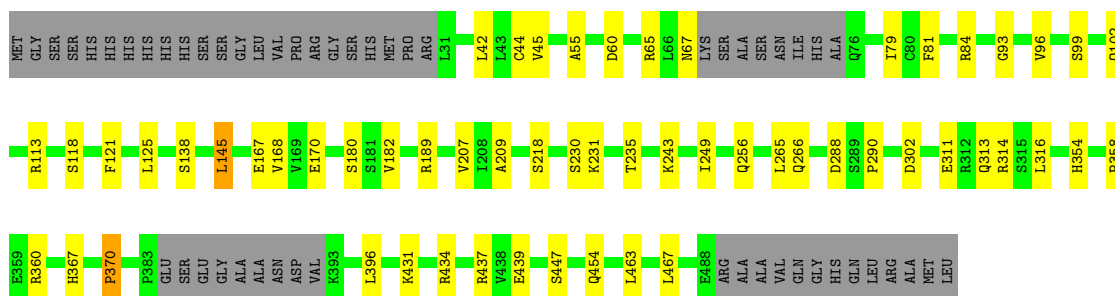 MET GLY SER SER HIS HIS HIS HIS HIS HIS HIS HIS SER SER GLY LEU VAL PRO ARG GLY SER HIS MET PRO ARG L31 L42 L43 C44 V45 A55 D60 R65 L66 N67 LYS SER ALA SER ASN ILE HIS ALA Q76 I79 C80 F81 R84 G93 V96 S99 Q102
R113 S118 F121 L125 S138 L145 E167 V168 V169 E170 S180 S181 V182 R189 V207 I208 A209 S218 S230 K231 T235 K243 I249 Q256 L265 Q266 D288 S289 P290 D302 E311 R312 Q313 R314 S315 L316 H354 R358
E359 R360 H367 P370 P383 GLU SER GLU GLY ALA ALA ASN ASP VAL K393 L396 K431 R434 R437 V438 E439 S447 Q454 L463 L467 E488 ARG ALA ALA VAL GLN GLY HIS GLN LEU ARG ALA MET LEU